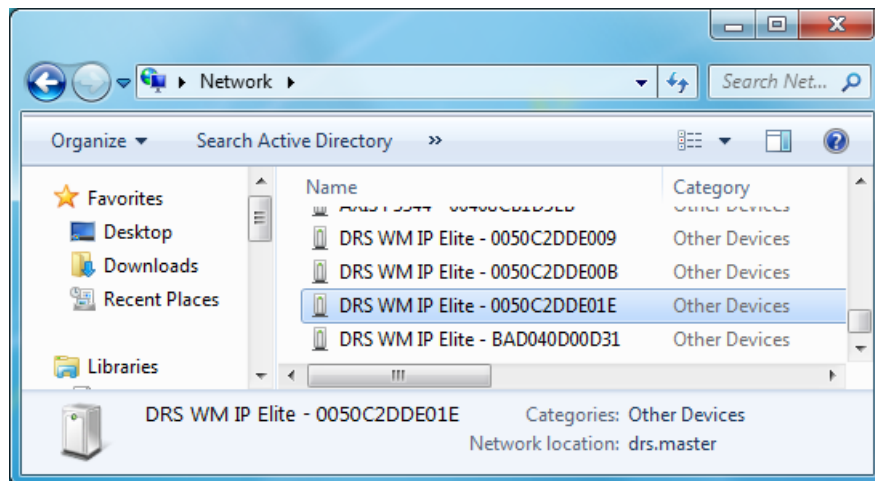 Network
Search Net...
Organize
Search Active Directory »
Name Category
Favorites
Desktop
Downloads
Recent Places
Libraries
DRS WM IP Elite - 0050C2DDE009 Other Devices
DRS WM IP Elite - 0050C2DDE00B Other Devices
DRS WM IP Elite - 0050C2DDE01E Other Devices
DRS WM IP Elite - BAD040D00D31 Other Devices
DRS WM IP Elite - 0050C2DDE01E Categories: Other Devices
Network location: drs.master